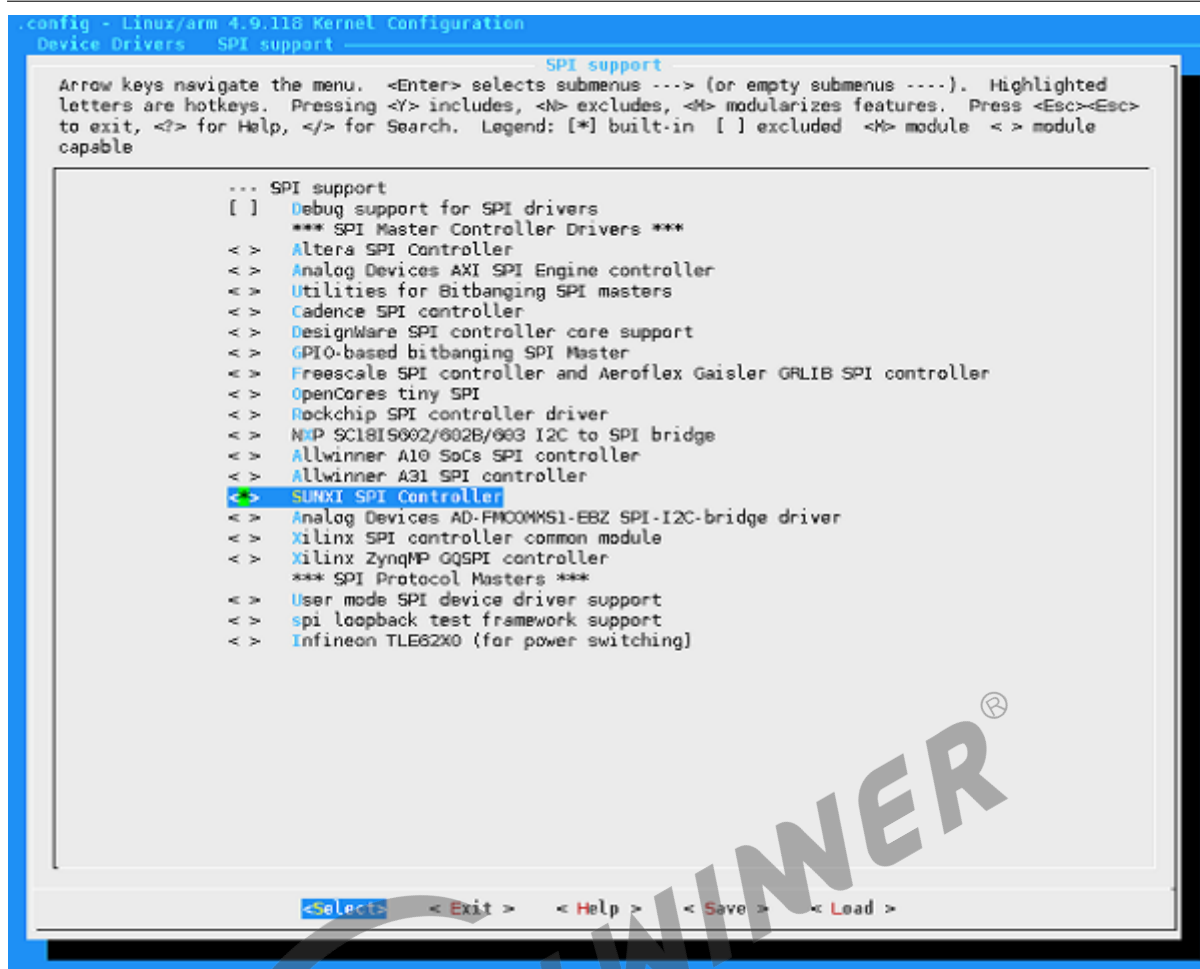 .config - Linux/arm 4.9.118 Kernel Configuration
Device Drivers   SPI support
SPI support
Arrow keys navigate the menu.  <Enter> selects submenus ---> (or empty submenus ----).  Highlighted
letters are hotkeys.  Pressing <Y> includes, <N> excludes, <M> modularizes features.  Press <Esc><Esc>
to exit, <?> for Help, </> for Search.  Legend: [*] built-in  [ ] excluded  <M> module  < > module
capable
--- SPI support
[ ]   Debug support for SPI drivers
*** SPI Master Controller Drivers ***
< >   Altera SPI Controller
< >   Analog Devices AXI SPI Engine controller
< >   Utilities for Bitbanging SPI masters
< >   Cadence SPI controller
< >   DesignWare SPI controller core support
< >   GPIO-based bitbanging SPI Master
< >   Freescale SPI controller and Aeroflex Gaisler GRLIB SPI controller
< >   OpenCores tiny SPI
< >   Rockchip SPI controller driver
< >   NXP SC18IS602/602B/603 I2C to SPI bridge
< >   Allwinner A10 SoCs SPI controller
< >   Allwinner A31 SPI controller
<*>   SUNXI SPI Controller
< >   Analog Devices AD-FMCOMMS1-EBZ SPI-I2C-bridge driver
< >   Xilinx SPI controller common module
< >   Xilinx ZynqMP GQSPI controller
*** SPI Protocol Masters ***
< >   User mode SPI device driver support
< >   spi loopback test framework support
< >   Infineon TLE62X0 (for power switching)
<Select>    < Exit >    < Help >    < Save >    < Load >